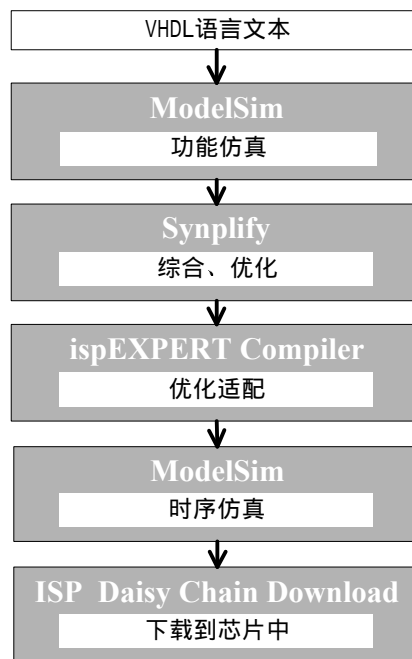 VHDL语言文本
ModelSim
功能仿真
Synplify
综合、优化
ispEXPERT Compiler
优化适配
ModelSim
时序仿真
ISP Daisy Chain Download
下载到芯片中